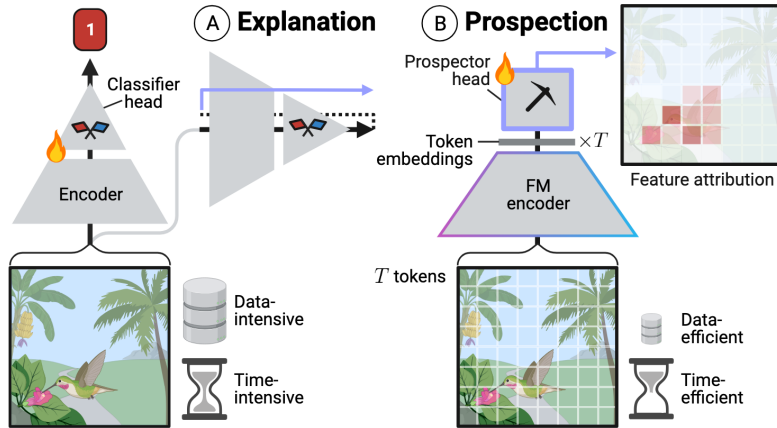 A Explanation
1
Classifier
head
Encoder
Data-
intensive
Time-
intensive
B Prospection
Prospector
head
Token
embeddings
×T
FM
encoder
Feature attribution
T tokens
Data-
efficient
Time-
efficient